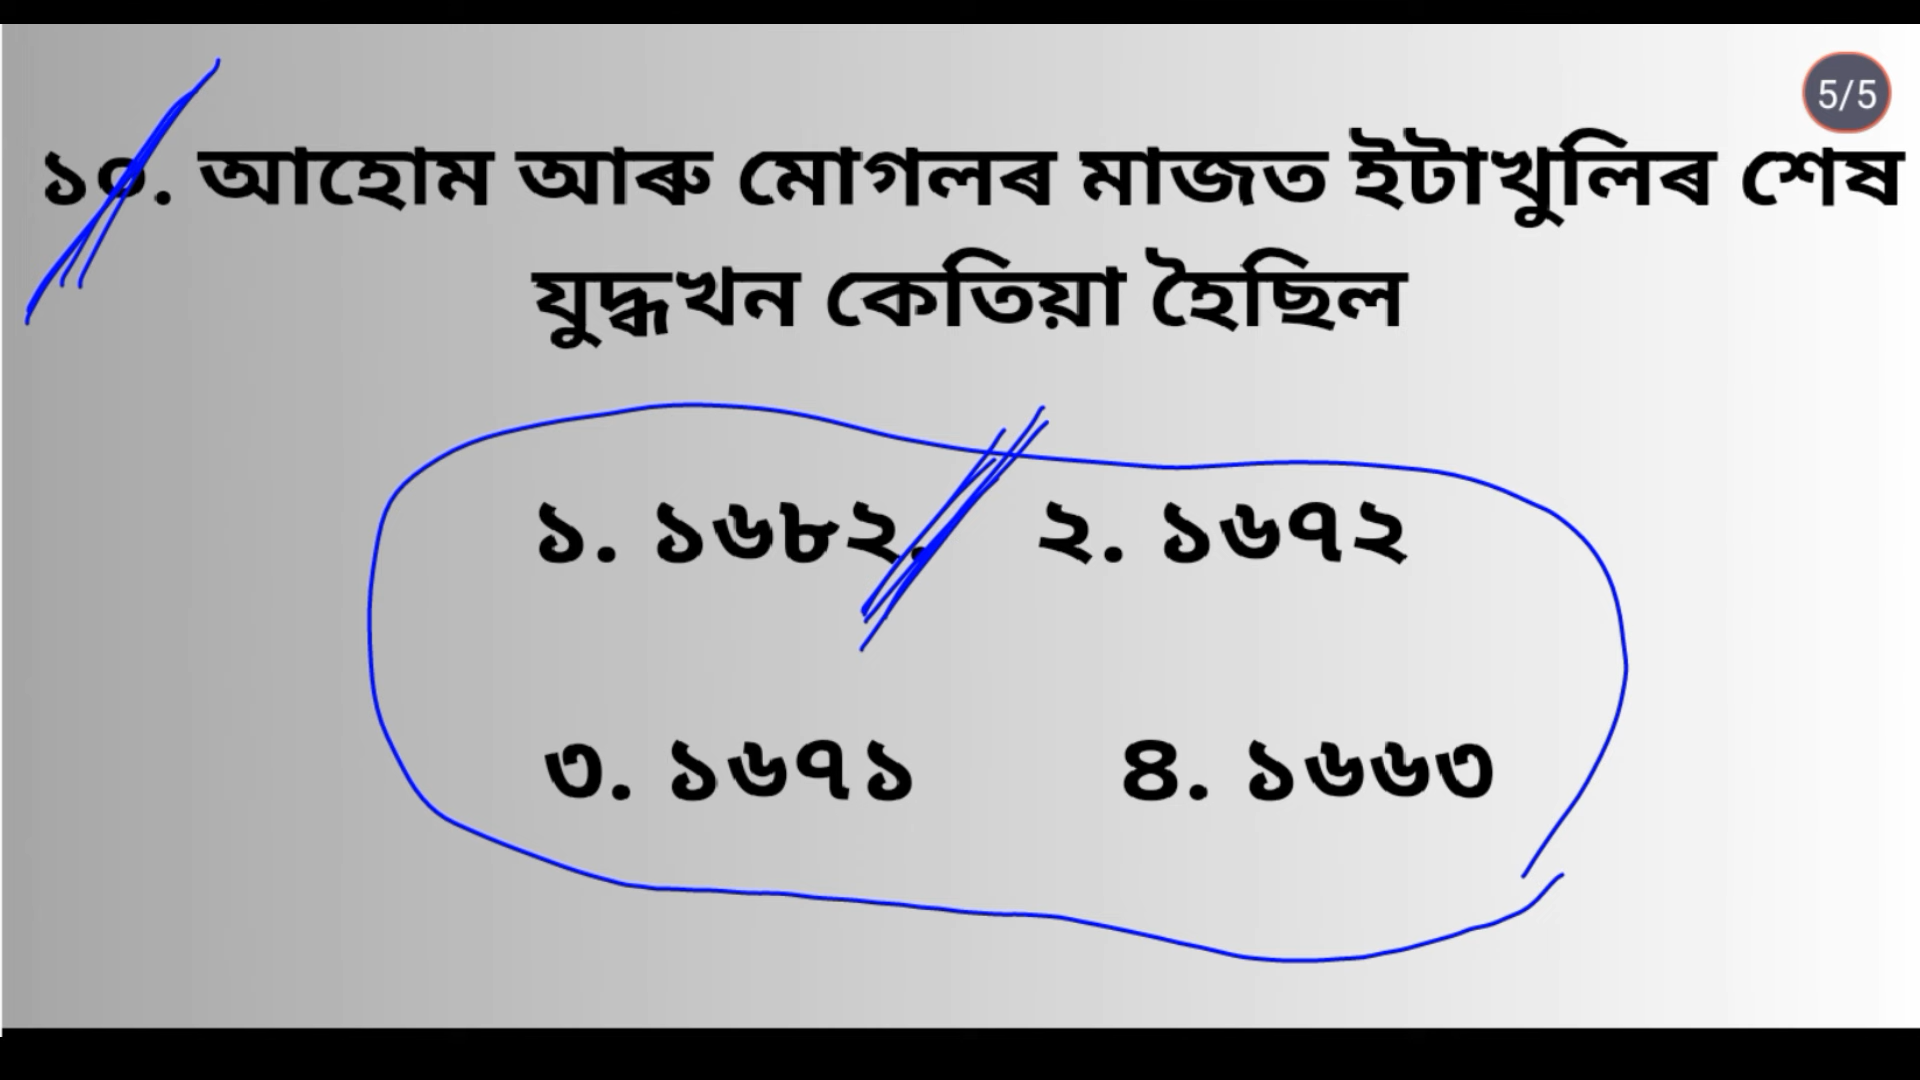 5/5
১০. আহোম আৰু মোগলৰ মাজত ইটাখুলিৰ শেষ
যুদ্ধখন কেতিয়া হৈছিল
১. ১৬৮২. ২. ১৬৭২
৩. ১৬৭১ ৪. ১৬৬৩